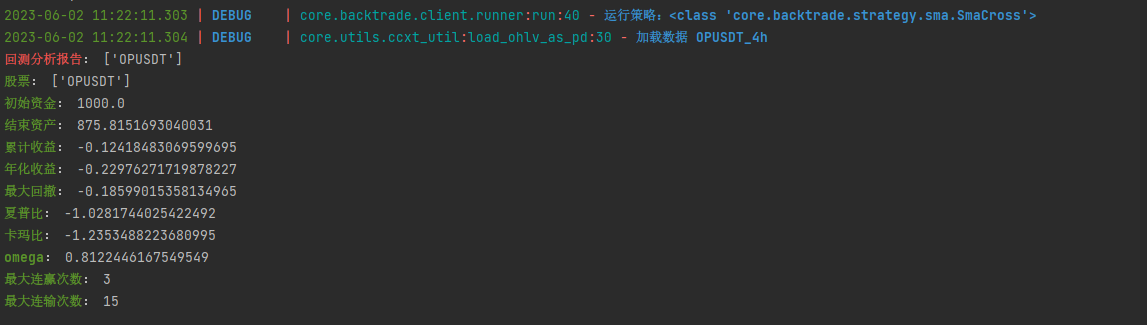 2023-06-02 11:22:11.303 | DEBUG    | core.backtrade.client.runner:run:40 - 运行策略：<class 'core.backtrade.strategy.sma.SmaCross'>
2023-06-02 11:22:11.304 | DEBUG    | core.utils.ccxt_util:load_ohlv_as_pd:30 - 加载数据 OPUSDT_4h
回测分析报告： ['OPUSDT']
股票： ['OPUSDT']
初始资金： 1000.0
结束资产： 875.8151693040031
累计收益： -0.12418483069599695
年化收益： -0.22976271719878227
最大回撤： -0.18599015358134965
夏普比： -1.0281744025422492
卡玛比： -1.2353488223680995
omega： 0.8122446167549549
最大连赢次数： 3
最大连输次数： 15